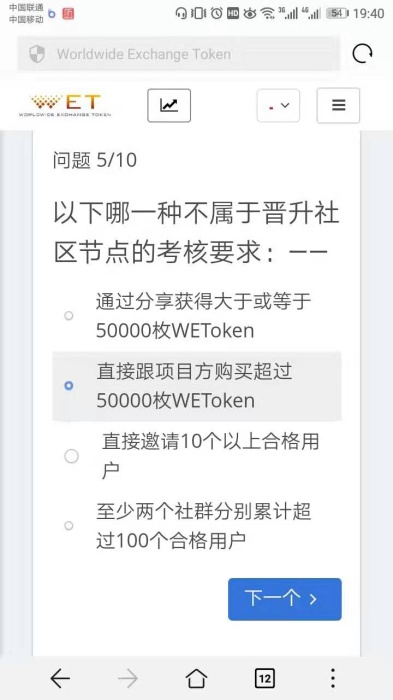 中国联通
中国移动
HD
3G
4G
54
19:40
Worldwide Exchange Token
WET
WORLDWIDE EXCHANGE TOKEN
问题 5/10
以下哪一种不属于晋升社
区节点的考核要求：——
通过分享获得大于或等于
50000枚WEToken
直接跟项目方购买超过
50000枚WEToken
直接邀请10个以上合格用
户
至少两个社群分别累计超
过100个合格用户
下一个
12